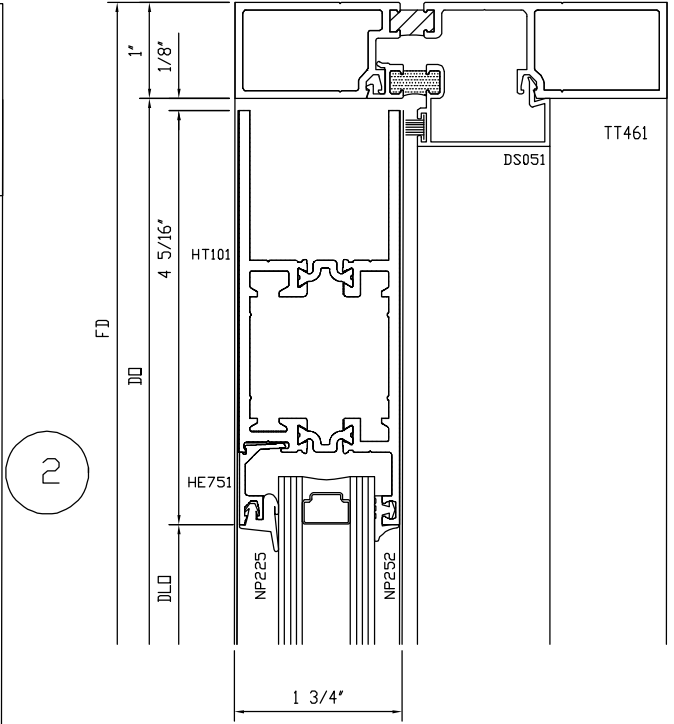 1"
1/8"
TT461
DS051
4 5/16"
HT101
FD
DO
2
HE751
NP225
NP252
DLO
1 3/4"